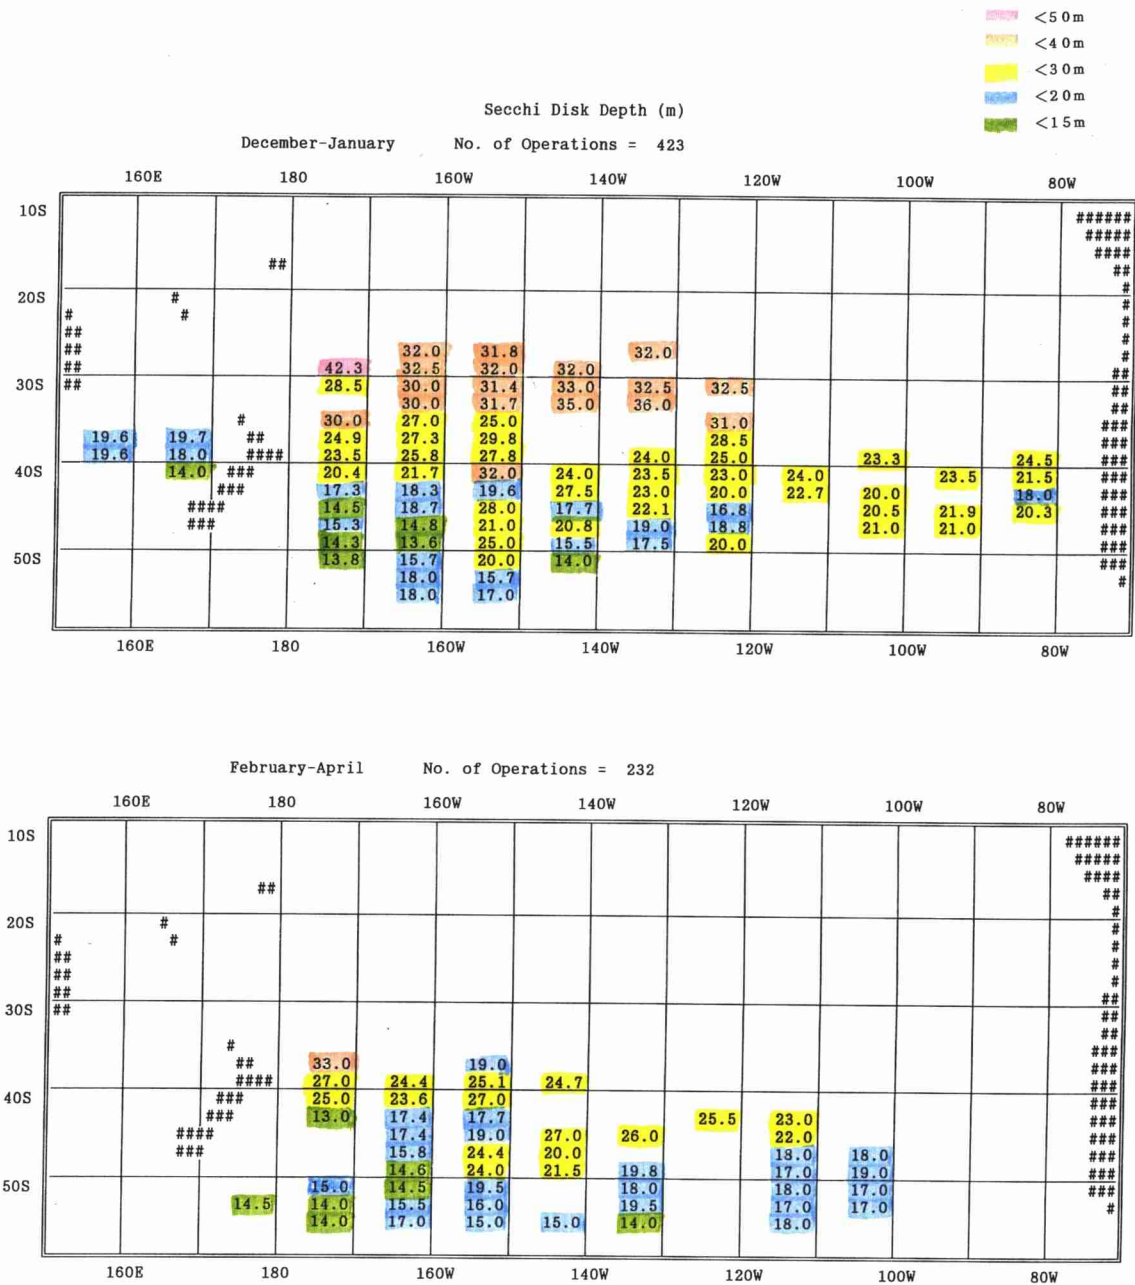 <50m
<40m
<30m
<20m
<15m
Secchi Disk Depth (m)
December-January No. of Operations = 423
160E 180 160W 140W 120W 100W 80W
10S ######
#####
####
## ##
20S # #
# # #
## #
## 32.0 31.8 32.0 #
## 42.3 32.5 32.0 32.0 ##
30S ## 28.5 30.0 31.4 33.0 32.5 32.5 ##
30.0 31.7 35.0 36.0 ##
# 30.0 27.0 25.0 31.0 ###
19.6 19.7 ## 24.9 27.3 29.8 28.5 ###
19.6 18.0 #### 23.5 25.8 27.8 24.0 25.0 23.3 24.5 ###
40S 14.0 ### 20.4 21.7 32.0 24.0 23.5 23.0 24.0 23.5 21.5 ###
### 17.3 18.3 19.6 27.5 23.0 20.0 22.7 20.0 18.0 ###
#### 14.5 18.7 28.0 17.7 22.1 16.8 20.5 21.9 20.3 ###
### 15.3 14.8 21.0 20.8 19.0 18.8 21.0 21.0 ###
14.3 13.6 25.0 15.5 17.5 20.0 ###
50S 13.8 15.7 20.0 14.0 ###
18.0 15.7 #
18.0 17.0
160E 180 160W 140W 120W 100W 80W
February-April No. of Operations = 232
160E 180 160W 140W 120W 100W 80W
10S ######
#####
####
## ##
20S # #
# # #
## #
## #
## ##
30S ## ##
# ##
## 33.0 19.0 ###
#### 27.0 24.4 25.1 24.7 ###
40S ### 25.0 23.6 27.0 ###
### 13.0 17.4 17.7 25.5 23.0 ###
#### 17.4 19.0 27.0 26.0 22.0 ###
### 15.8 24.4 20.0 18.0 18.0 ###
14.6 24.0 21.5 19.8 17.0 19.0 ###
50S 15.0 14.5 19.5 18.0 18.0 17.0 ###
14.5 14.0 15.5 16.0 19.5 17.0 17.0 #
14.0 17.0 15.0 15.0 14.0 18.0
160E 180 160W 140W 120W 100W 80W